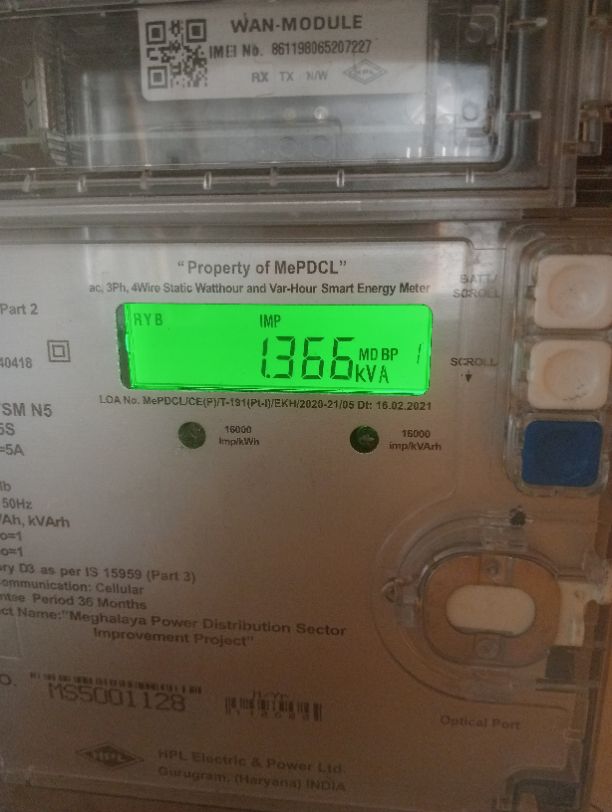 WAN-MODULE
IMEI No. 861198065207227
RX TX N/W
HPL
"Property of MePDCL"
ac, 3Ph, 4Wire Static Watthour and Var-Hour Smart Energy Meter
BATT/
SCROLL
Part 2
RYB IMP
1.366 MD BP
kVA
40418
SCROLL
LOA No. MePDCL/CE(P)/T-191(Pt-I)/EKH/2020-21/05 Dt: 16.02.2021
SM N5
5S
=5A
16000
Imp/kWh
16000
imp/kVArh
50Hz
Ah, kVArh
o=1
o=1
ry D3 as per IS 15959 (Part 3)
ommunication: Cellular
Period 36 Months
ct Name:"Meghalaya Power Distribution Sector
Improvement Project"
O.
MS5001128
Optical Port
HPL
HPL Electric & Power Ltd.
Gurugram, (Haryana) INDIA